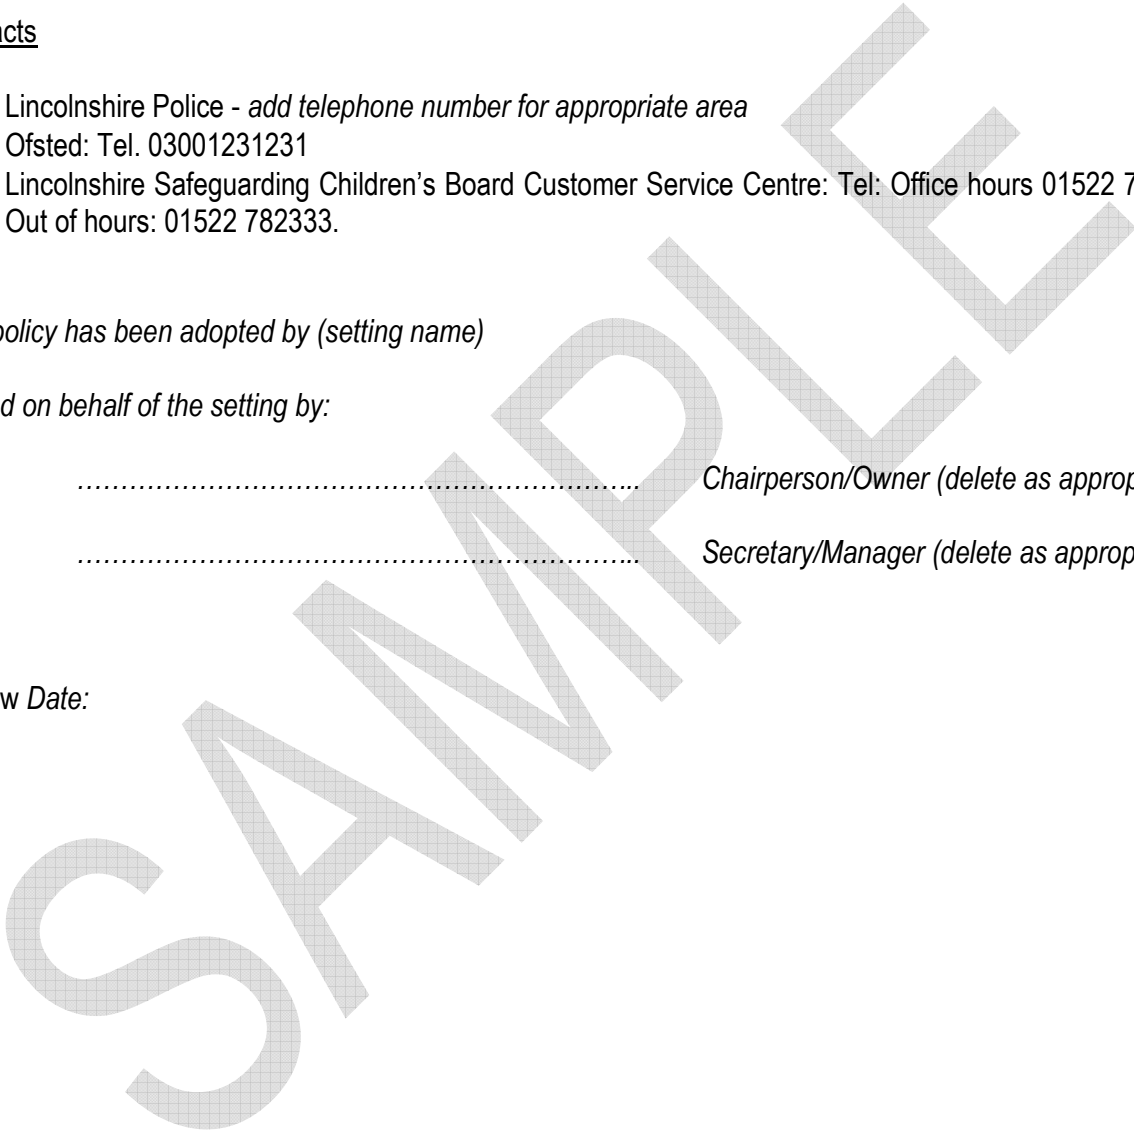 acts
Lincolnshire Police - add telephone number for appropriate area
Ofsted: Tel. 03001231231
Lincolnshire Safeguarding Children’s Board Customer Service Centre: Tel: Office hours 01522 7
Out of hours: 01522 782333.
policy has been adopted by (setting name)
d on behalf of the setting by:
………………………………………………………….. Chairperson/Owner (delete as approp
………………………………………………………….. Secretary/Manager (delete as approp
w Date:
SAMPLE